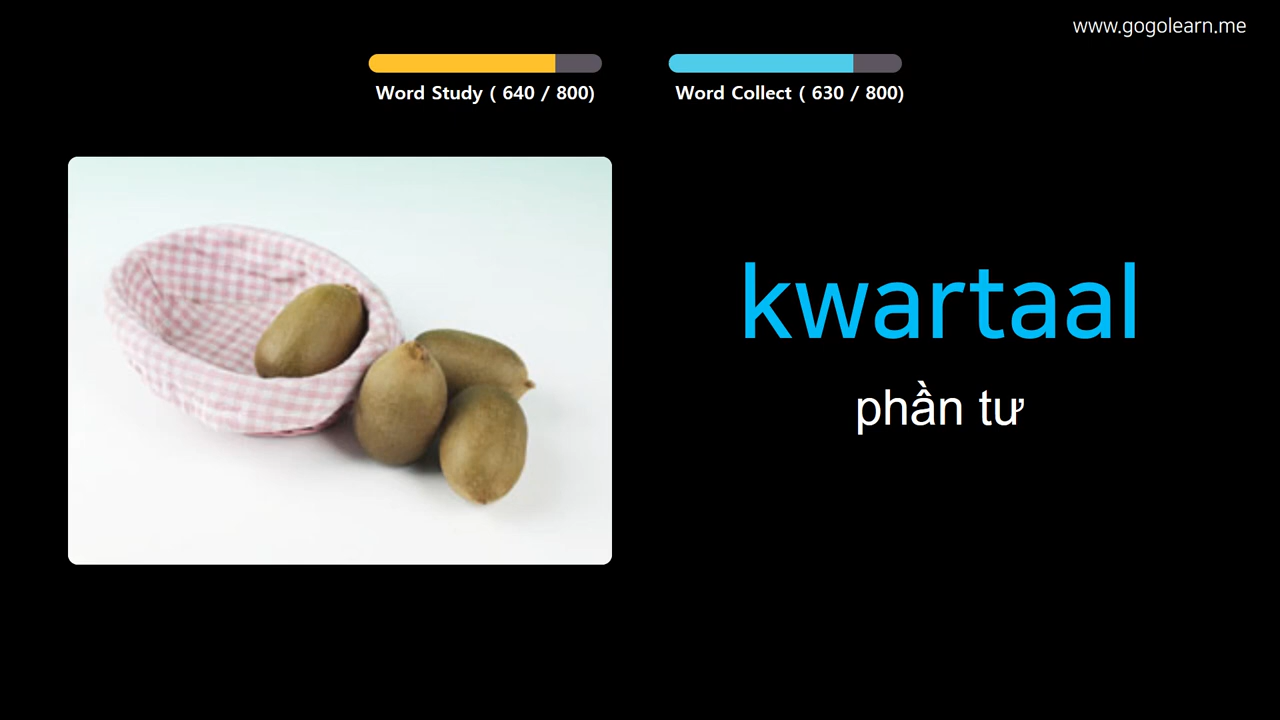 www.gogolearn.me
Word Study ( 640 / 800)
Word Collect ( 630 / 800)
kwartaal
phần tư